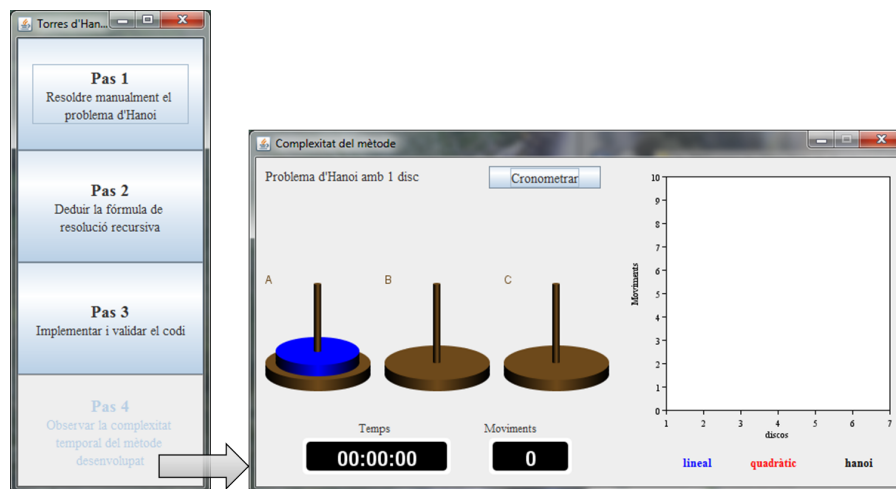 Torres d'Han...
Pas 1
Resoldre manualment el
problema d'Hanoi
Pas 2
Deduir la fórmula de
resolució recursiva
Pas 3
Implementar i validar el codi
Pas 4
Observar la complexitat
temporal del mètode
desenvolupat
Complexitat del mètode
Problema d'Hanoi amb 1 disc
Cronometrar
A
B
C
Temps
Moviments
00:00:00
0
10
9
8
7
6
5
4
3
2
1
0
Moviments
1 2 3 4 5 6 7
discos
lineal quadràtic hanoi